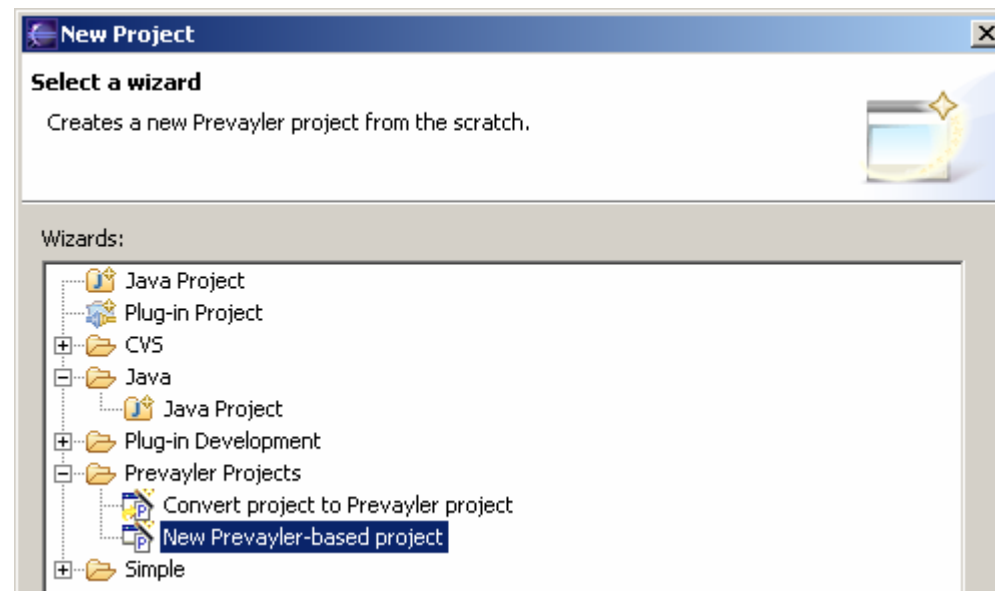 New Project
Select a wizard
Creates a new Prevayler project from the scratch.
Wizards:
Java Project
Plug-in Project
CVS
Java
Java Project
Plug-in Development
Prevayler Projects
Convert project to Prevayler project
New Prevayler-based project
Simple